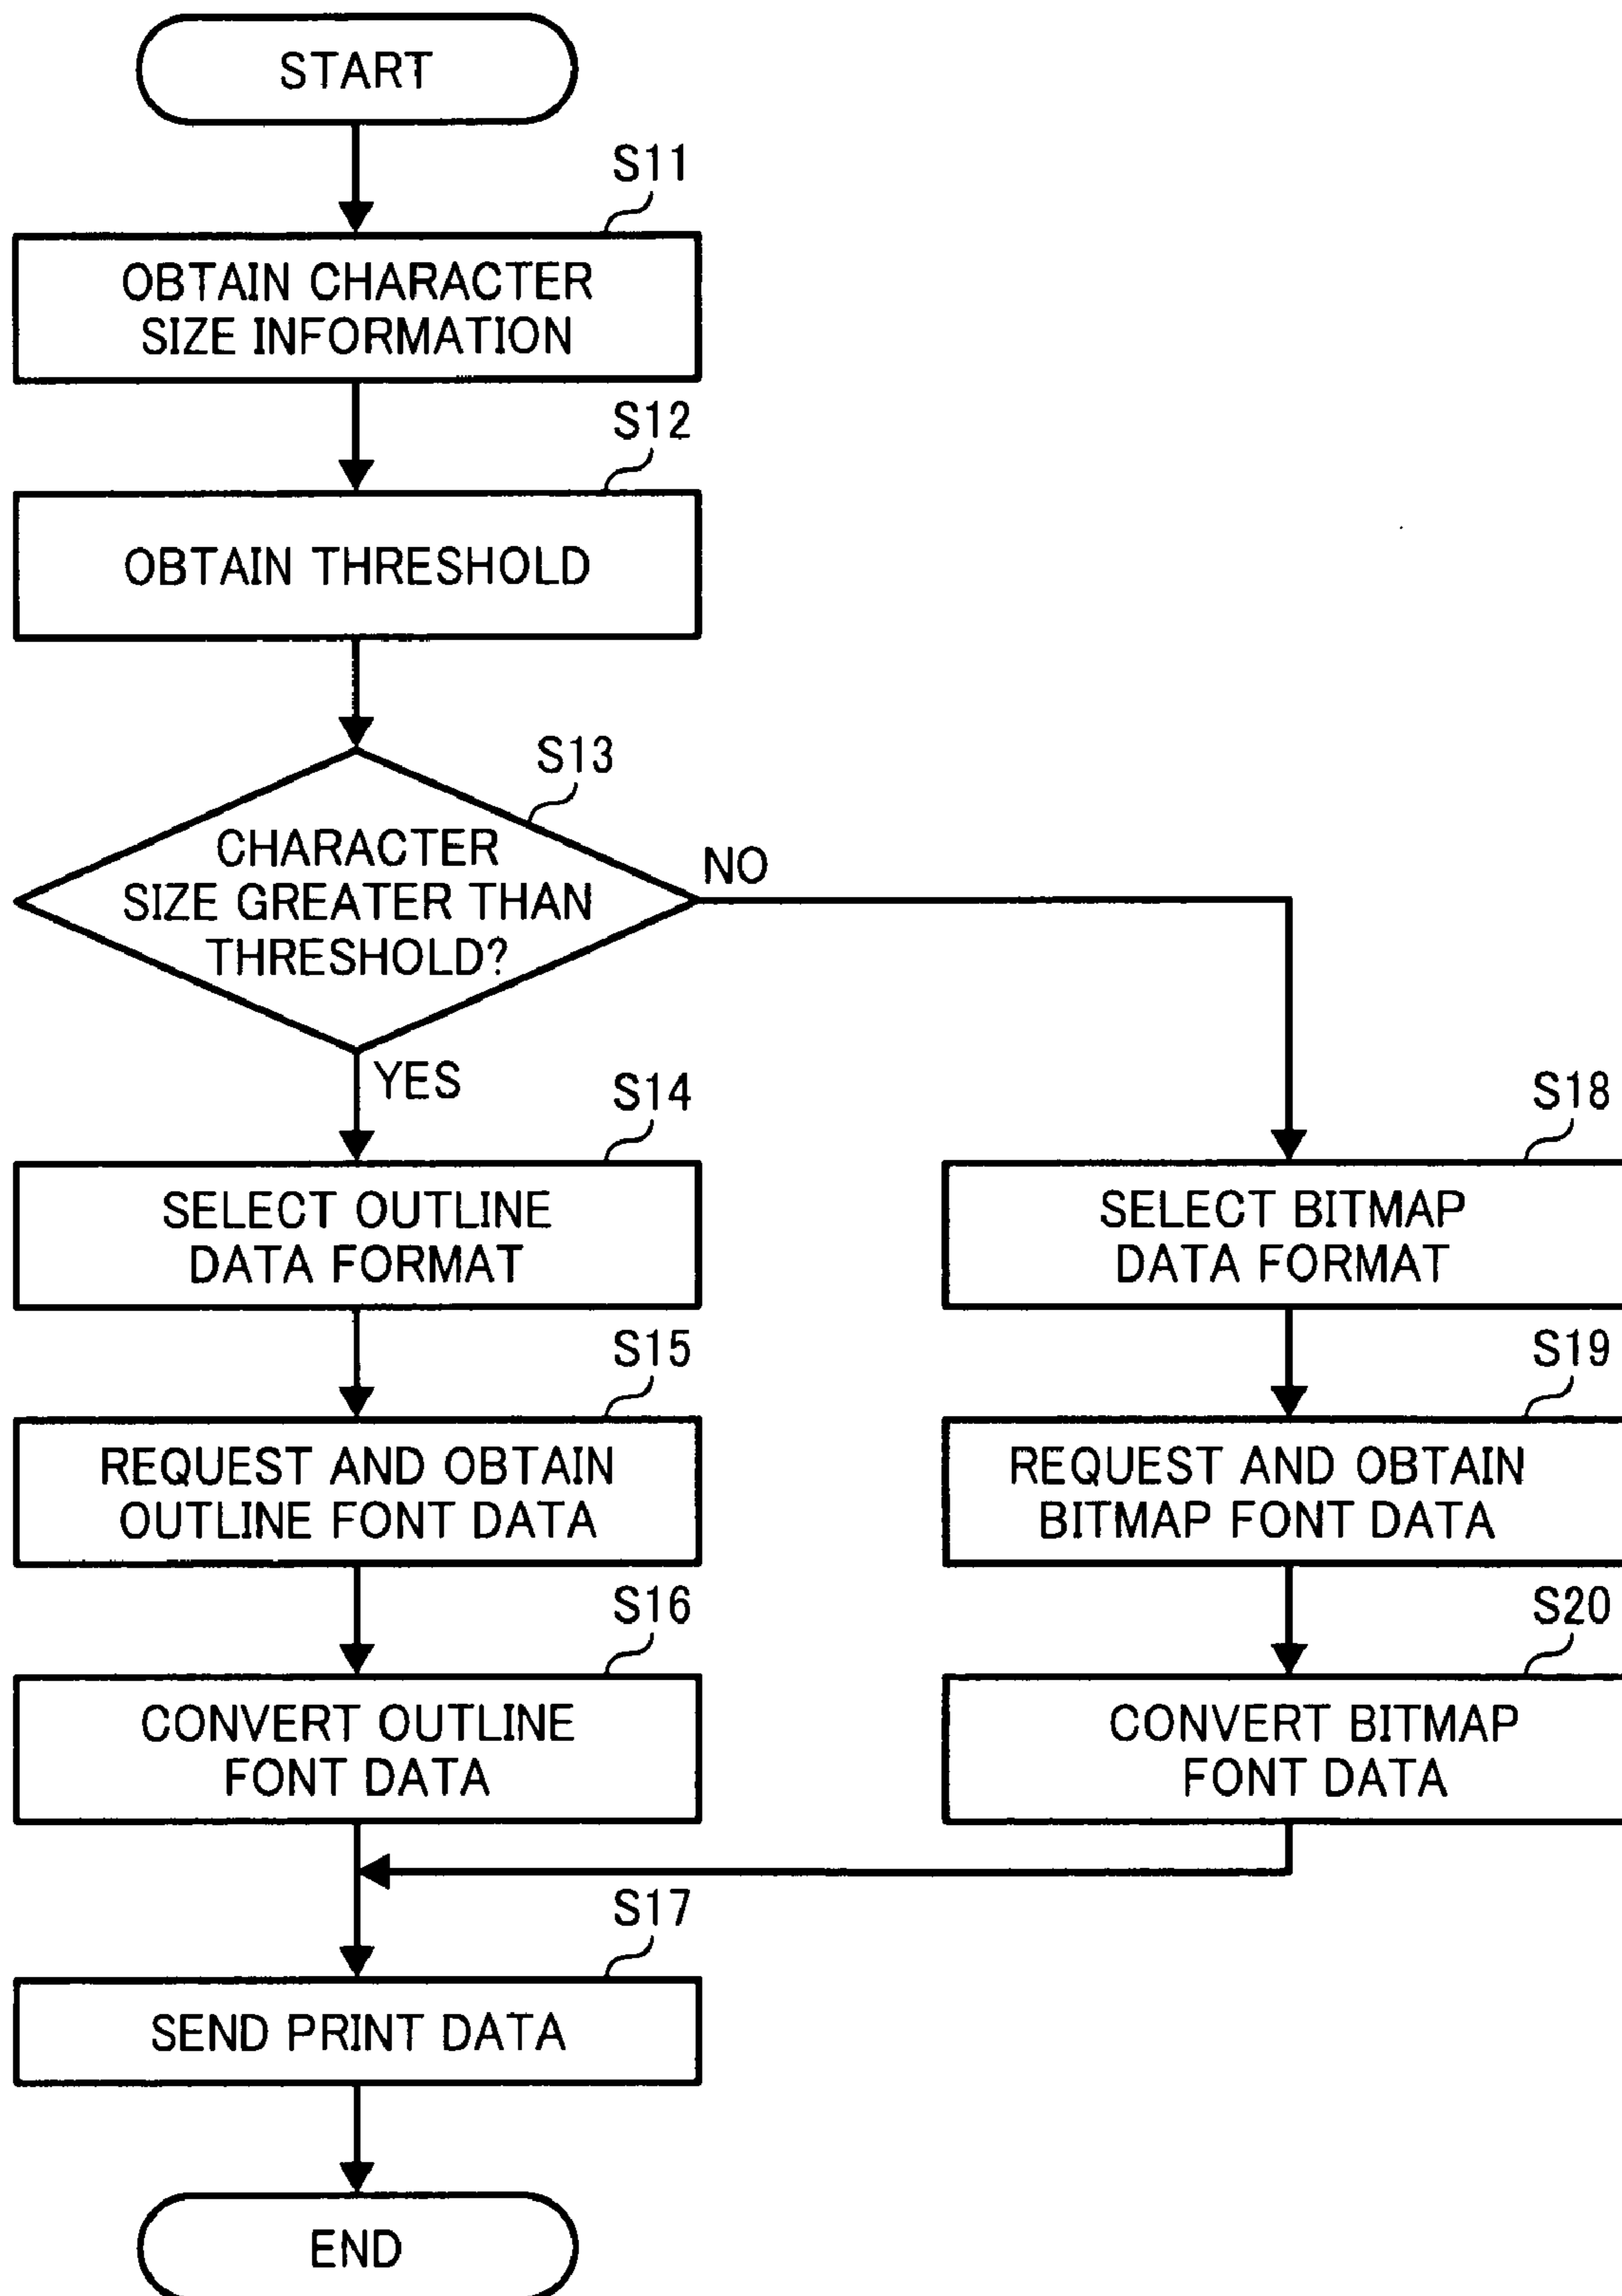 START
S11
OBTAIN CHARACTER
SIZE INFORMATION
S12
OBTAIN THRESHOLD
S13
CHARACTER
SIZE GREATER THAN
THRESHOLD?
NO
YES
S14
SELECT OUTLINE
DATA FORMAT
S15
REQUEST AND OBTAIN
OUTLINE FONT DATA
S16
CONVERT OUTLINE
FONT DATA
S18
SELECT BITMAP
DATA FORMAT
S19
REQUEST AND OBTAIN
BITMAP FONT DATA
S20
CONVERT BITMAP
FONT DATA
S17
SEND PRINT DATA
END